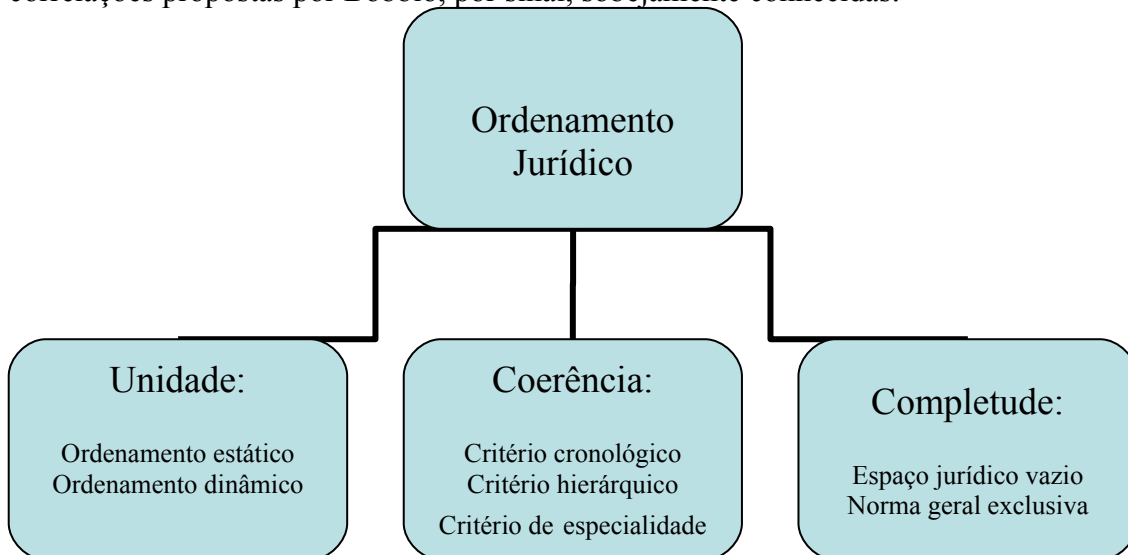 correlações propostas por Bobbio, por sinal, sobejamente conhecidas:
Ordenamento
Jurídico
Unidade:
Ordenamento estático
Ordenamento dinâmico
Coerência:
Critério cronológico
Critério hierárquico
Critério de especialidade
Completude:
Espaço jurídico vazio
Norma geral exclusiva